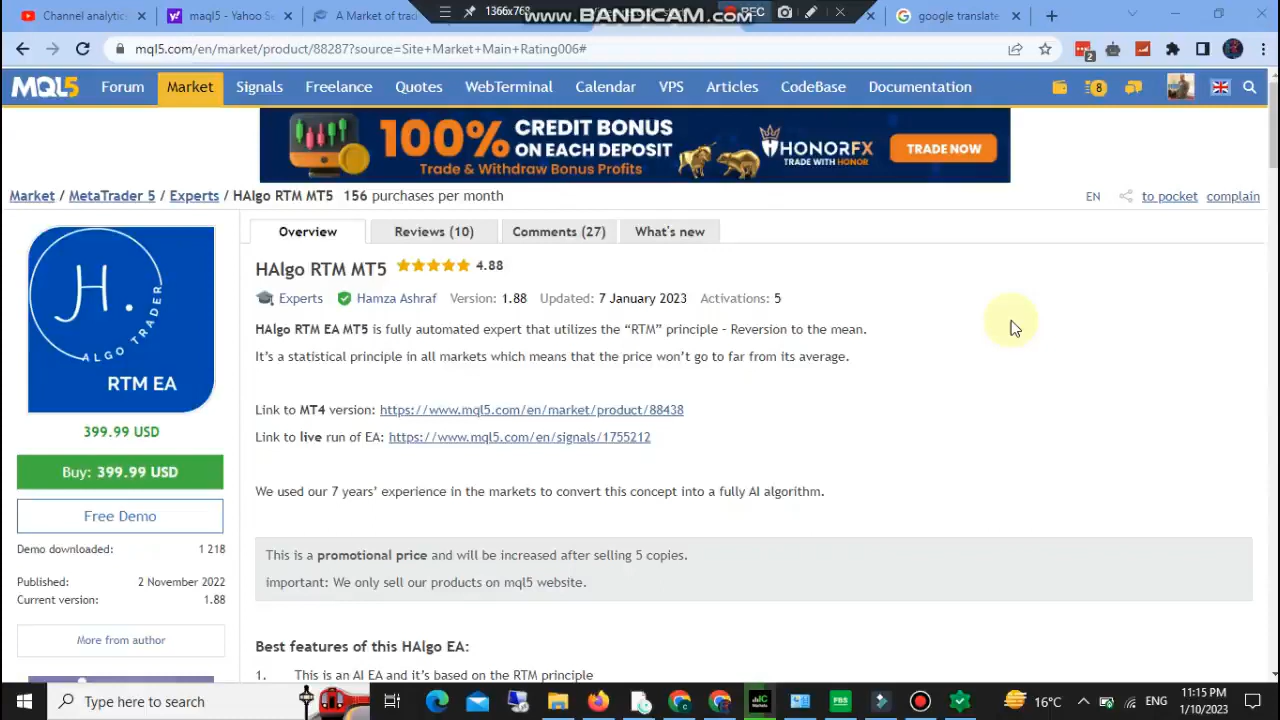 Channel analytics
maql5 - Yahoo Se
A Market of trad
1366x768
www.BANDICAM.com
REC
google translate
mql5.com/en/market/product/88287?source=Site+Market+Main+Rating006#
2
MQL5
Forum
Market
Signals
Freelance
Quotes
WebTerminal
Calendar
VPS
Articles
CodeBase
Documentation
8
100% CREDIT BONUS ON EACH DEPOSIT
Trade & Withdraw Bonus Profits
HONORFX
TRADE WITH HONOR
TRADE NOW
Market / MetaTrader 5 / Experts / HAlgo RTM MT5 156 purchases per month
EN
to pocket
complain
H.
ALGO TRADER
RTM EA
399.99 USD
Buy: 399.99 USD
Free Demo
Demo downloaded: 1 218
Published: 2 November 2022
Current version: 1.88
More from author
Overview
Reviews (10)
Comments (27)
What's new
HAlgo RTM MT5 4.88
Experts Hamza Ashraf Version: 1.88 Updated: 7 January 2023 Activations: 5
HAlgo RTM EA MT5 is fully automated expert that utilizes the “RTM” principle – Reversion to the mean.
It’s a statistical principle in all markets which means that the price won’t go to far from its average.
Link to MT4 version: https://www.mql5.com/en/market/product/88438
Link to live run of EA: https://www.mql5.com/en/signals/1755212
We used our 7 years’ experience in the markets to convert this concept into a fully AI algorithm.
This is a promotional price and will be increased after selling 5 copies.
important: We only sell our products on mql5 website.
Best features of this HAlgo EA:
1. This is an AI EA and it’s based on the RTM principle
Type here to search
IC
Markets
FBS
16°C
ENG
11:15 PM
1/10/2023